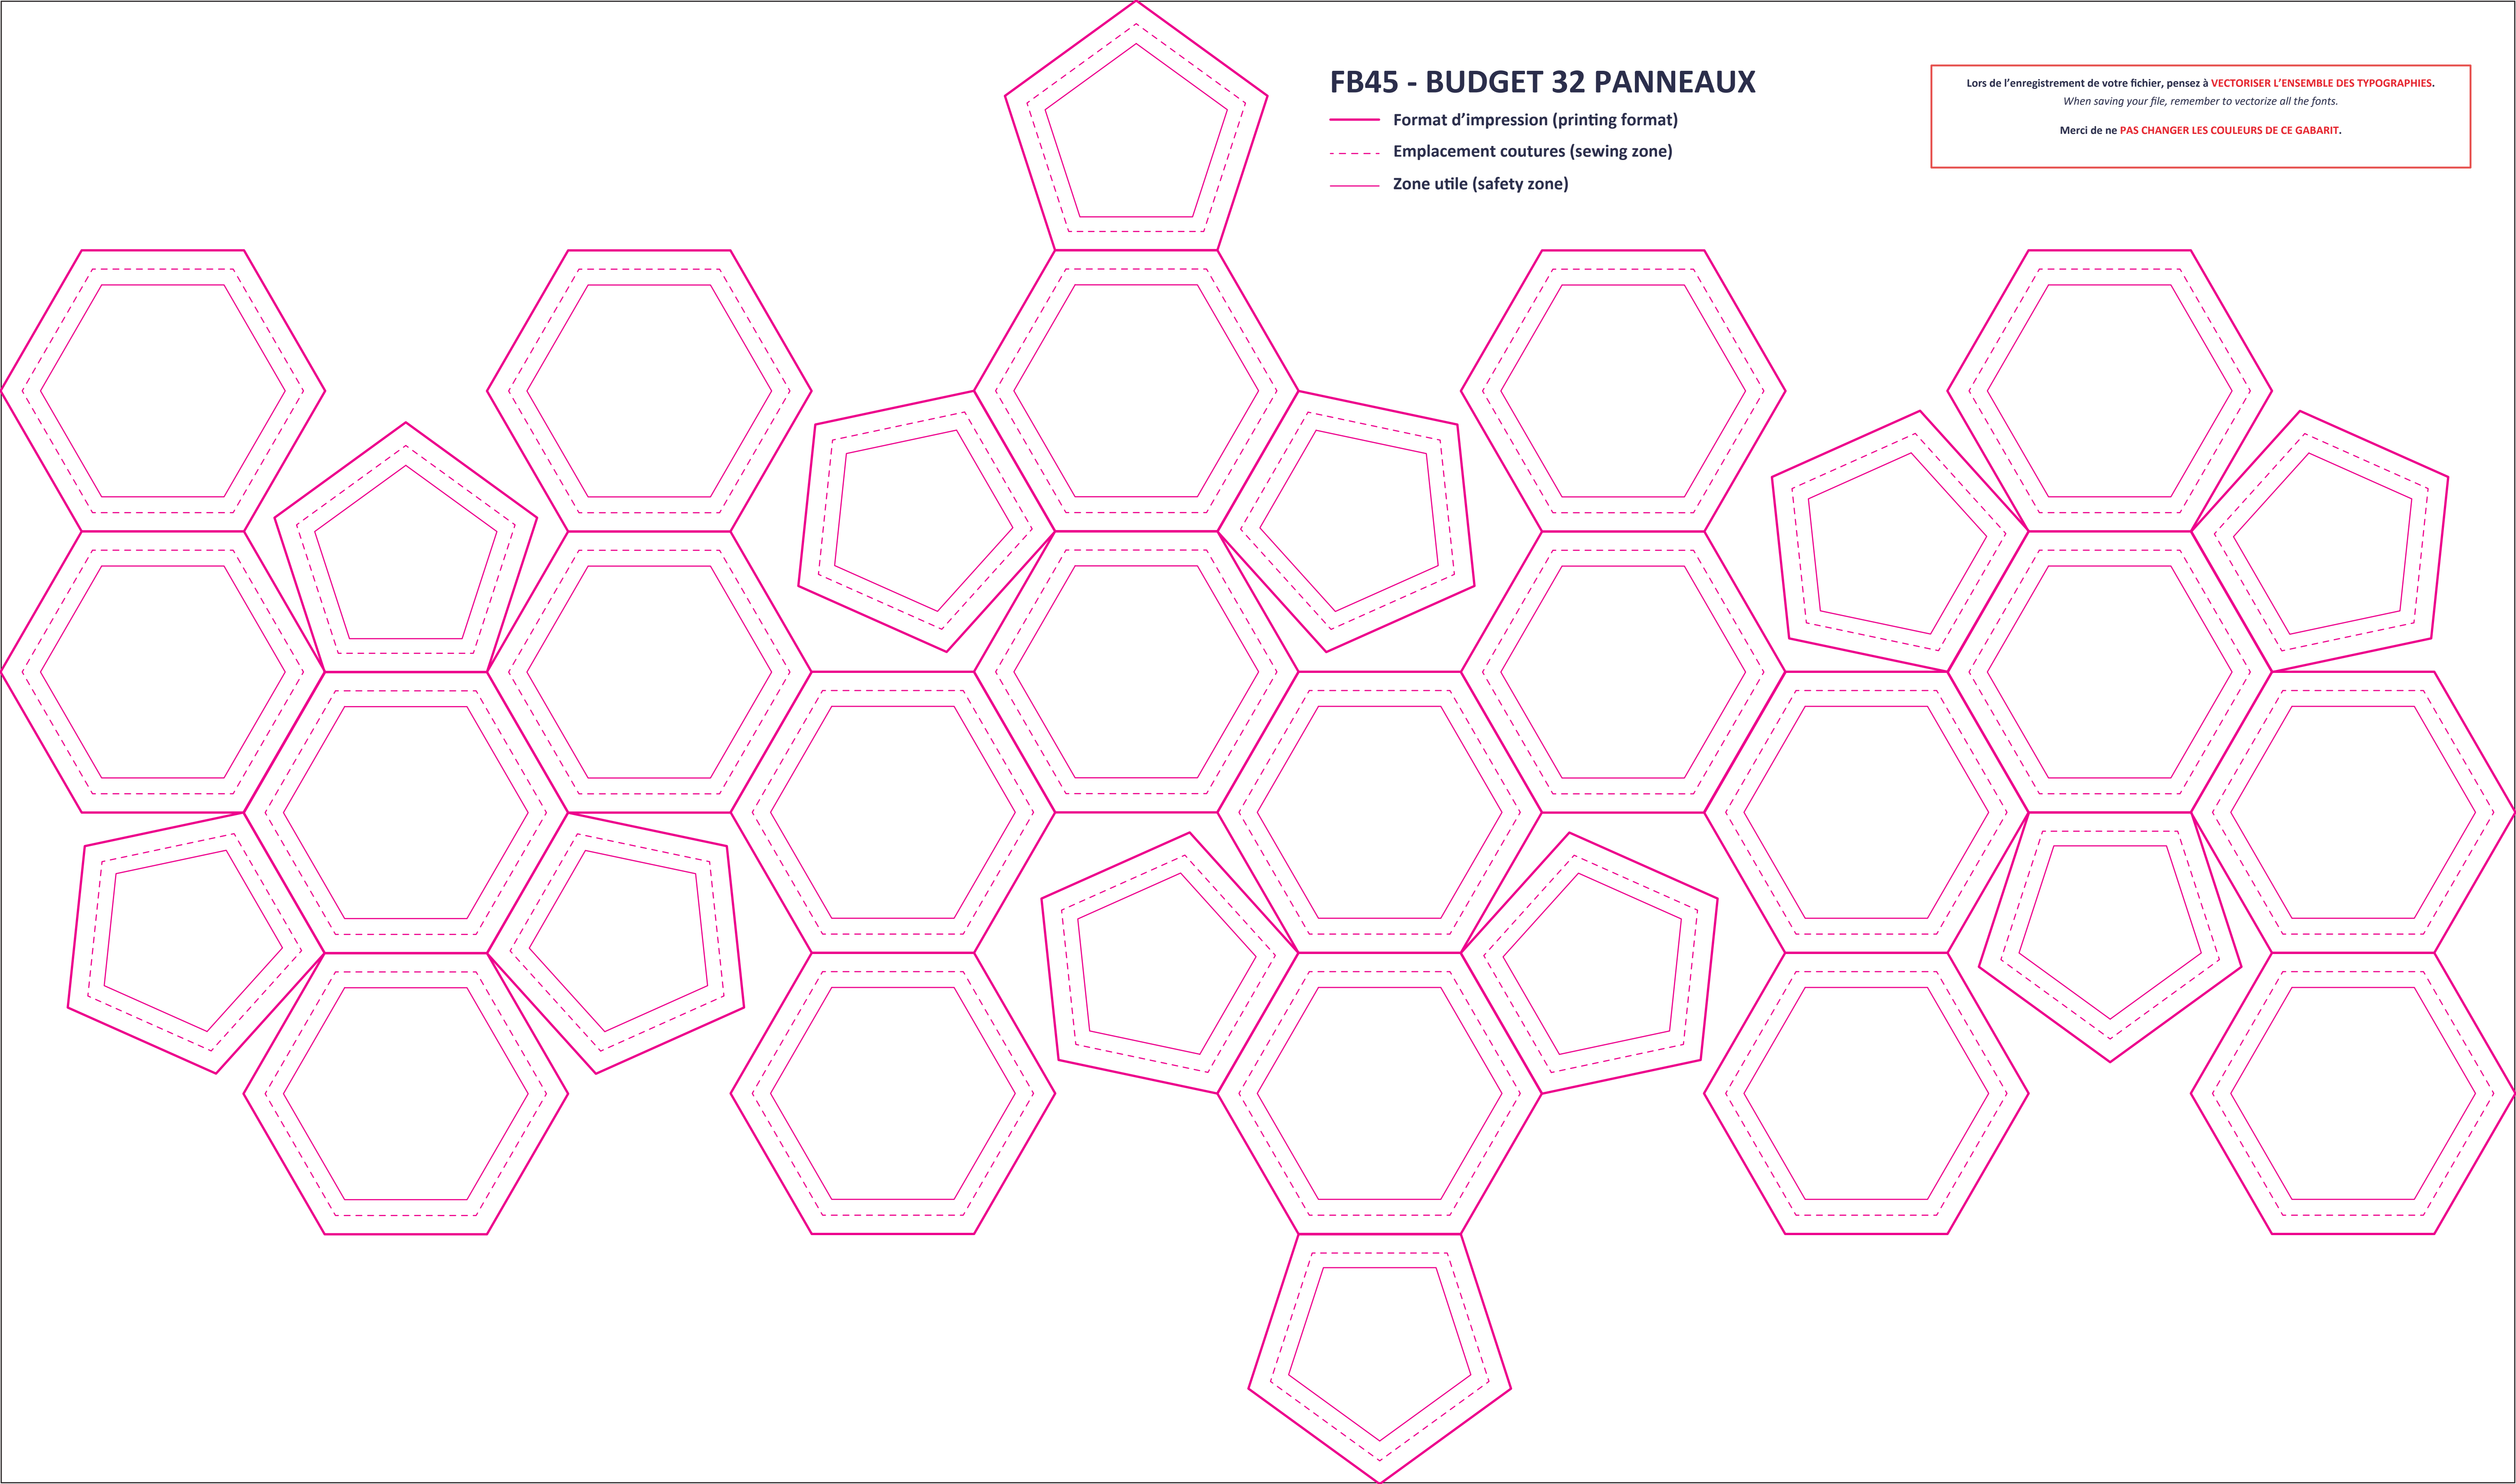 FB45 - BUDGET 32 PANNEAUX
Format d’impression (printing format)
Emplacement coutures (sewing zone)
Zone utile (safety zone)
Lors de l’enregistrement de votre fichier, pensez à VECTORISER L’ENSEMBLE DES TYPOGRAPHIES.
When saving your file, remember to vectorize all the fonts.
Merci de ne PAS CHANGER LES COULEURS DE CE GABARIT.